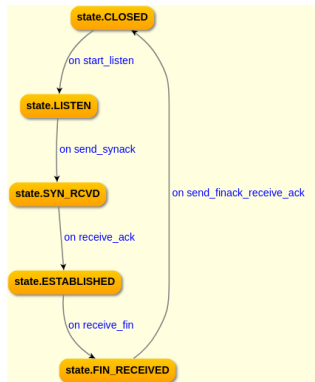 state.CLOSED
on start_listen
state.LISTEN
on send_synack
state.SYN_RCVD
on send_finack_receive_ack
on receive_ack
state.ESTABLISHED
on receive_fin
state.FIN_RECEIVED